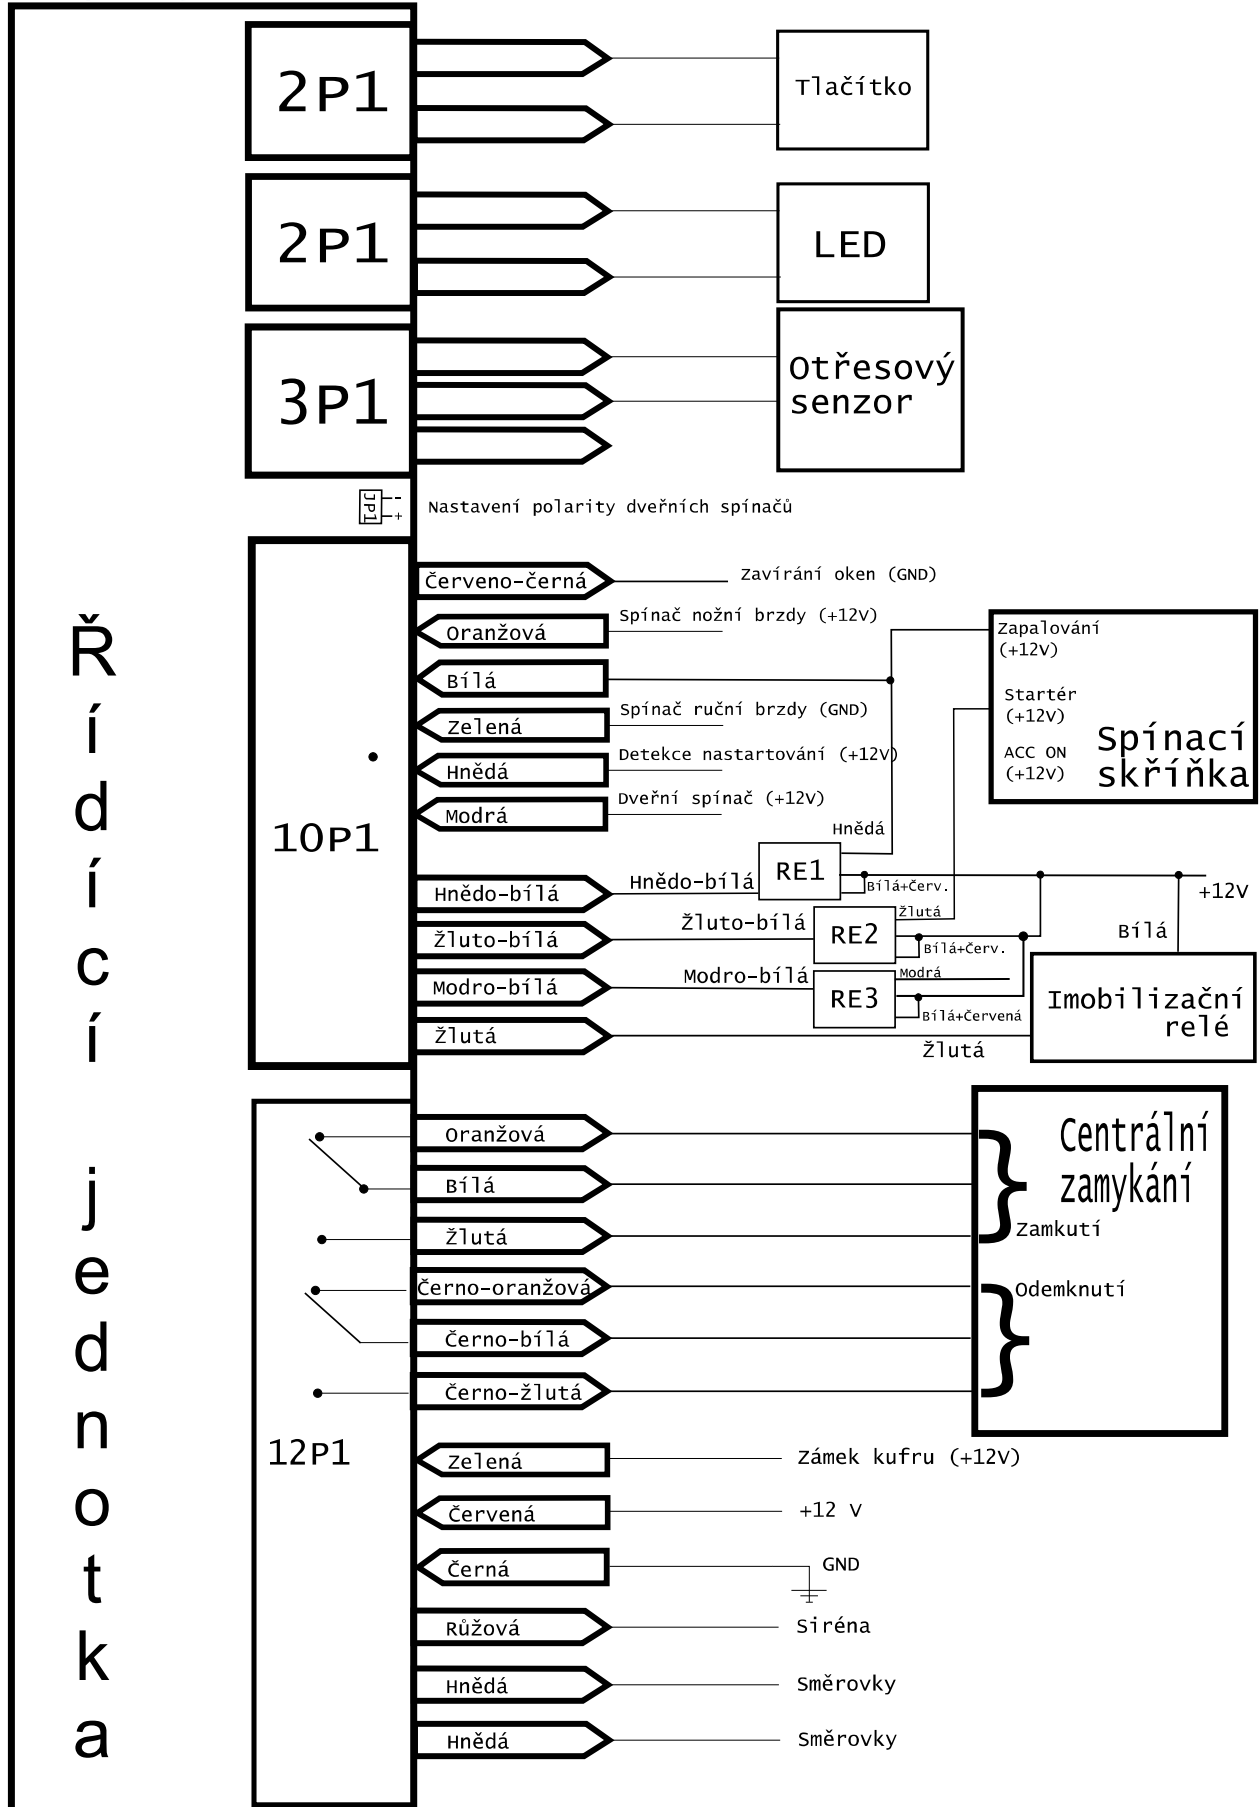 Řídící jednotka
2P1
Tlačítko
2P1
LED
3P1
Otřesový
senzor
JP1
-
+
Nastavení polarity dveřních spínačů
10P1
Červeno-černá
Zavírání oken (GND)
Oranžová
Spínač nožní brzdy (+12V)
Bílá
Zelená
Spínač ruční brzdy (GND)
Hnědá
Detekce nastartování (+12V)
Modrá
Dveřní spínač (+12V)
Zapalování
(+12V)
Startér
(+12V)
ACC ON
(+12V)
Spínací
skříňka
Hnědo-bílá
Hnědo-bílá
RE1
Hnědá
Bílá+Červ.
+12V
Žluto-bílá
Žluto-bílá
RE2
Žlutá
Bílá+Červ.
Bílá
Modro-bílá
Modro-bílá
RE3
Modrá
Bílá+Červená
Imobilizační
relé
Žlutá
Žlutá
12P1
Oranžová
Bílá
Žlutá
Černo-oranžová
Černo-bílá
Černo-žlutá
Centrální
zamykání
Zamkutí
Odemknutí
Zelená
Zámek kufru (+12V)
Červená
+12 V
Černá
GND
Růžová
Siréna
Hnědá
Směrovky
Hnědá
Směrovky